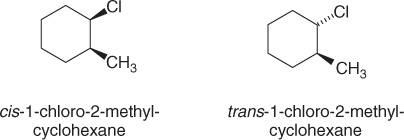 Cl
CH3
cis-1-chloro-2-methyl-
cyclohexane
Cl
CH3
trans-1-chloro-2-methyl-
cyclohexane